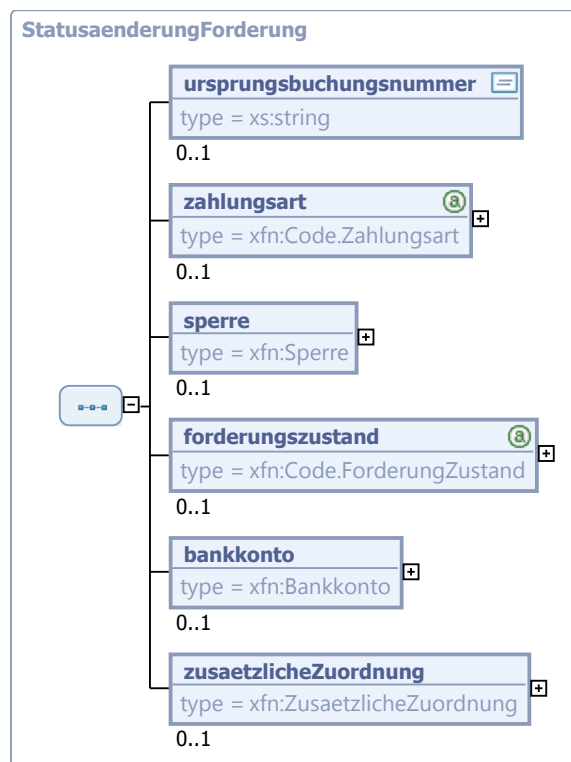 StatusaenderungForderung
ursprungsbuchungsnummer
type = xs:string
0..1
zahlungsart
type = xfn:Code.Zahlungsart
0..1
sperre
type = xfn:Sperre
0..1
forderungszustand
type = xfn:Code.ForderungZustand
0..1
bankkonto
type = xfn:Bankkonto
0..1
zusaetzlicheZuordnung
type = xfn:ZusaetzlicheZuordnung
0..1